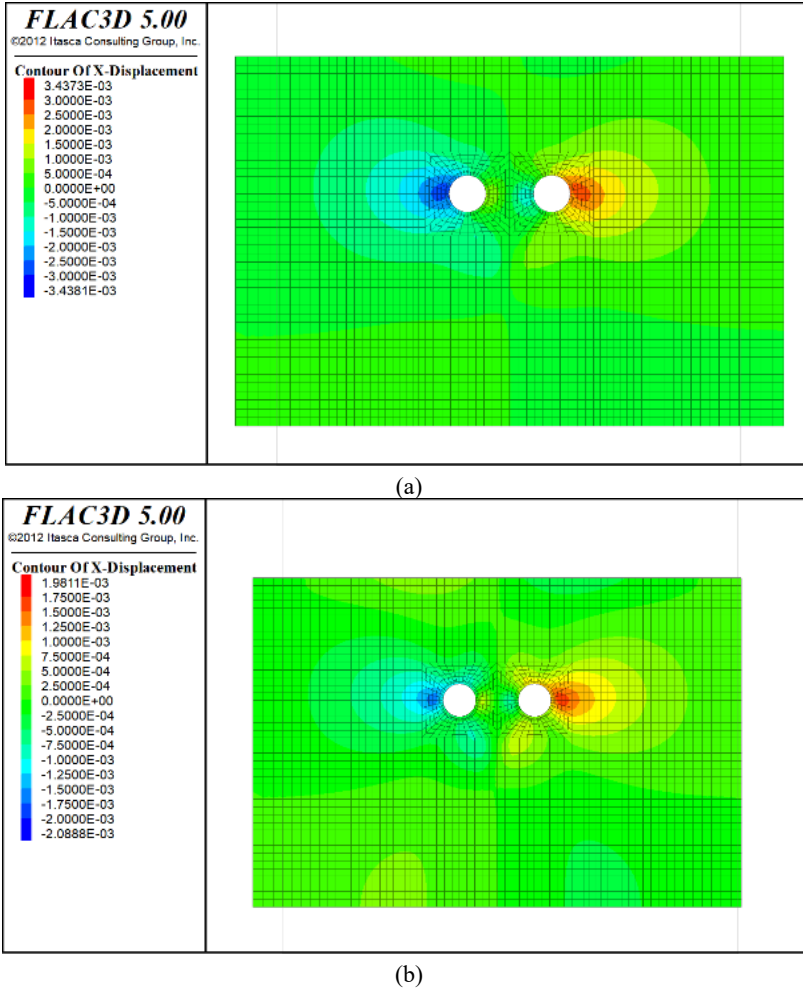 FLAC3D 5.00
©2012 Itasca Consulting Group, Inc.
Contour Of X-Displacement
3.4373E-03
3.0000E-03
2.5000E-03
2.0000E-03
1.5000E-03
1.0000E-03
5.0000E-04
0.0000E+00
-5.0000E-04
-1.0000E-03
-1.5000E-03
-2.0000E-03
-2.5000E-03
-3.0000E-03
-3.4381E-03
(a)
FLAC3D 5.00
©2012 Itasca Consulting Group, Inc.
Contour Of X-Displacement
1.9811E-03
1.7500E-03
1.5000E-03
1.2500E-03
1.0000E-03
7.5000E-04
5.0000E-04
2.5000E-04
0.0000E+00
-2.5000E-04
-5.0000E-04
-7.5000E-04
-1.0000E-03
-1.2500E-03
-1.5000E-03
-1.7500E-03
-2.0000E-03
-2.0888E-03
(b)